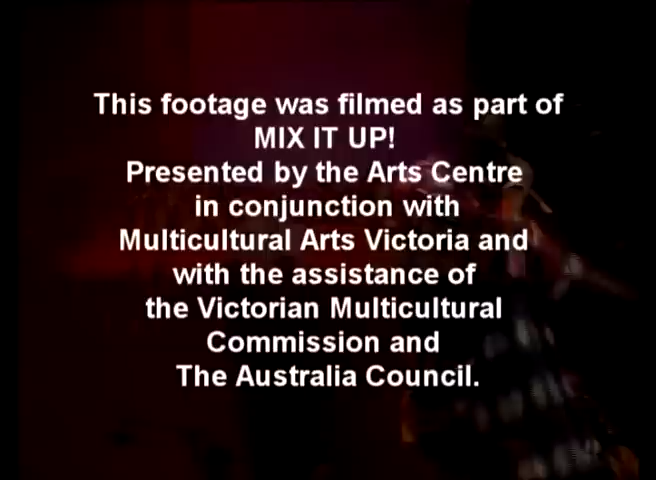 This footage was filmed as part of
MIX IT UP!
Presented by the Arts Centre
in conjunction with
Multicultural Arts Victoria and
with the assistance of
the Victorian Multicultural
Commission and
The Australia Council.